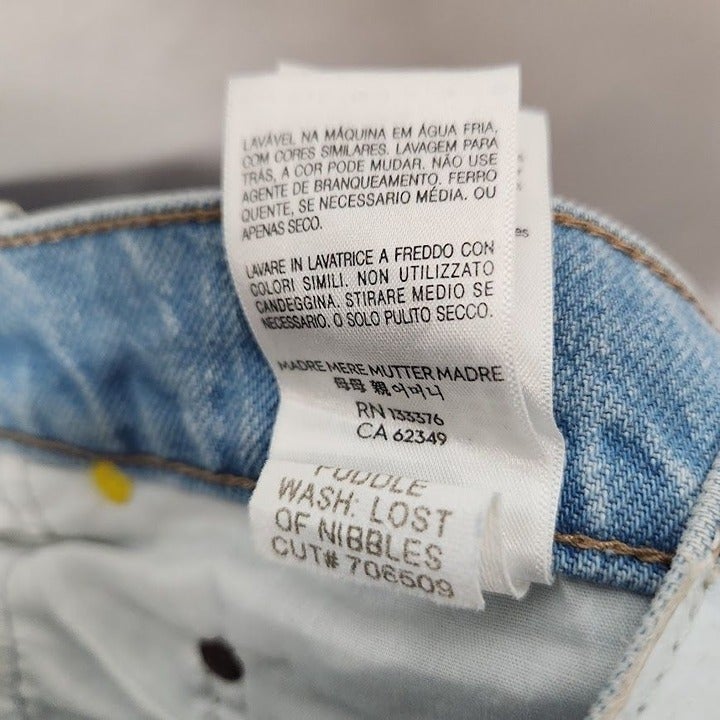 LAVÁVEL NA MÁQUINA EM ÁGUA FRIA,
COM CORES SIMILARES. LAVAGEM PARA
TRÁS, A COR PODE MUDAR. NÃO USE
AGENTE DE BRANQUEAMENTO. FERRO
QUENTE, SE NECESSARIO MÉDIA. OU
APENAS SECO.
LAVARE IN LAVATRICE A FREDDO CON
COLORI SIMILI. NON UTILIZZATO
CANDEGGINA. STIRARE MEDIO SE
NECESSARIO. O SOLO PULITO SECCO.
MADRE MERE MUTTER MADRE
母母 親 어머니
RN 133376
CA 62349
PUDDLE
WASH: LOST
OF NIBBLES
CUT# 706609